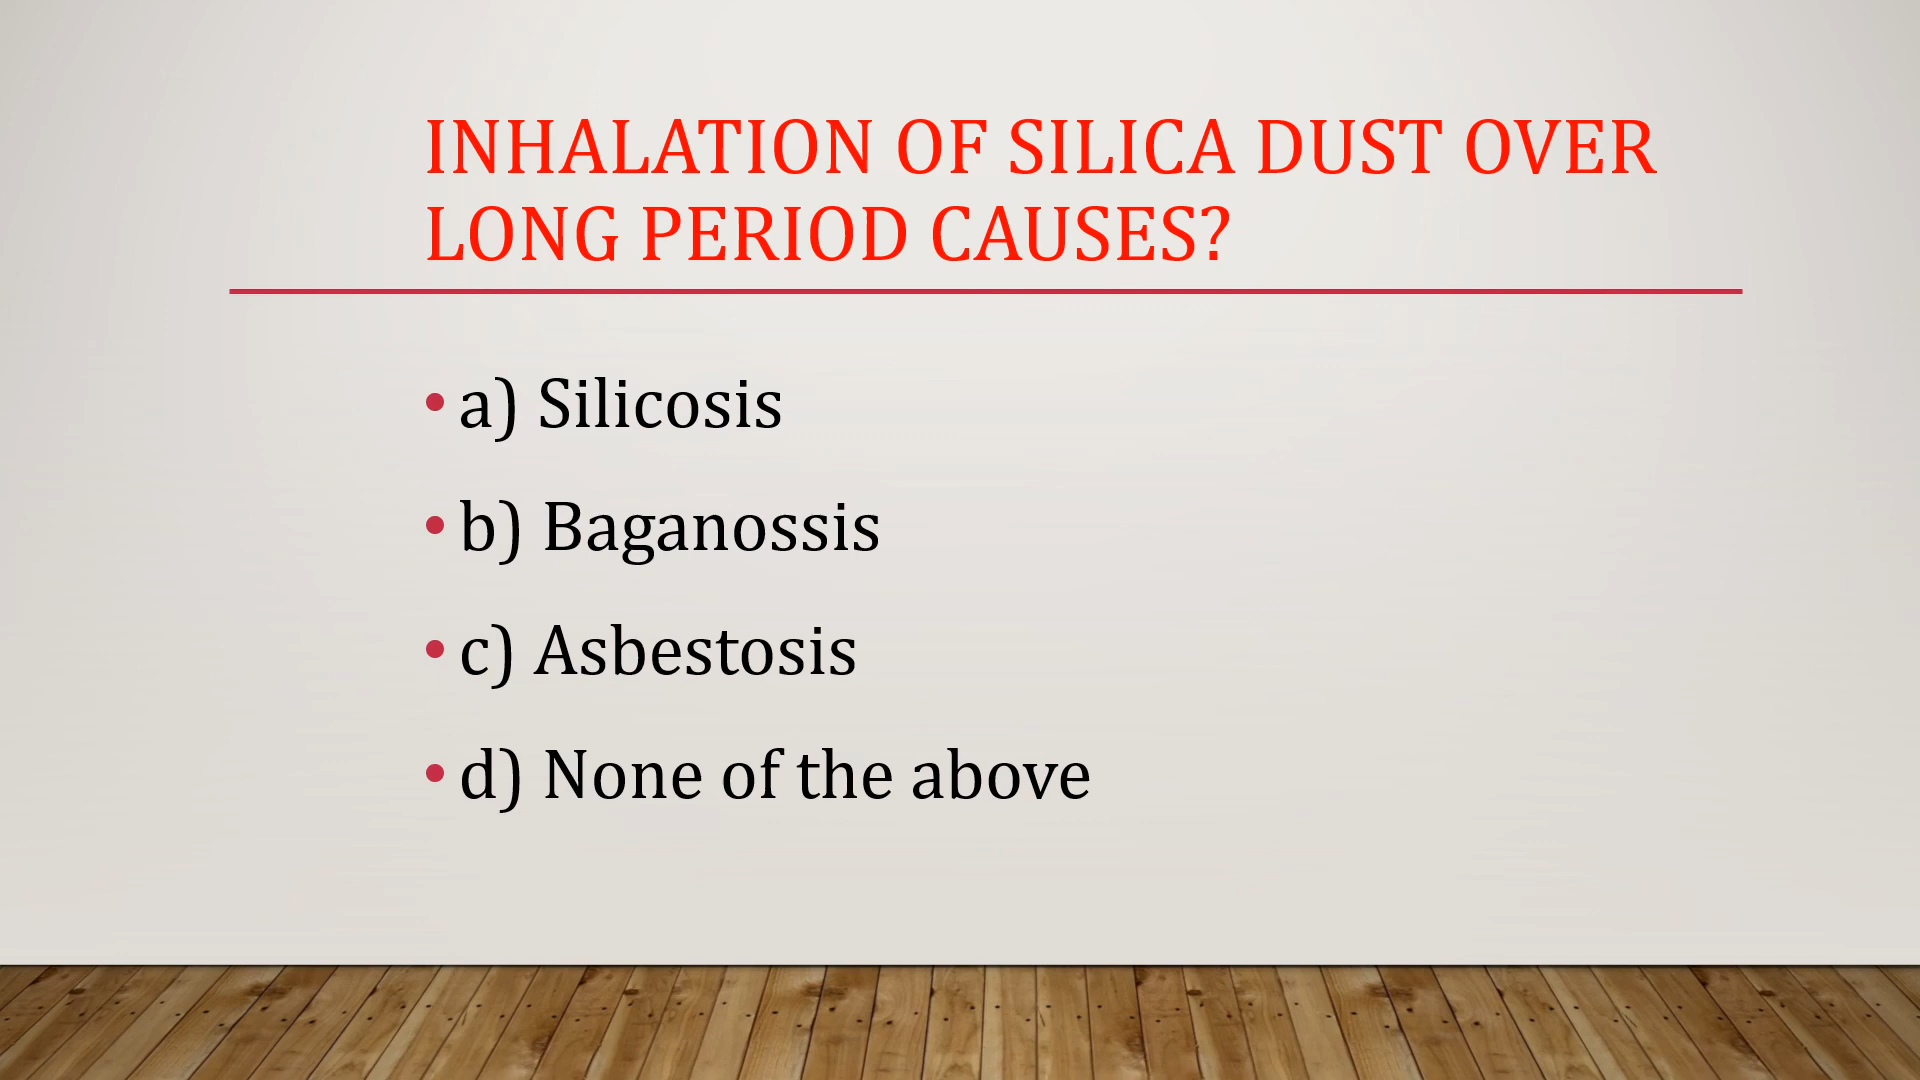 INHALATION OF SILICA DUST OVER
LONG PERIOD CAUSES?
• a) Silicosis
• b) Baganossis
• c) Asbestosis
• d) None of the above